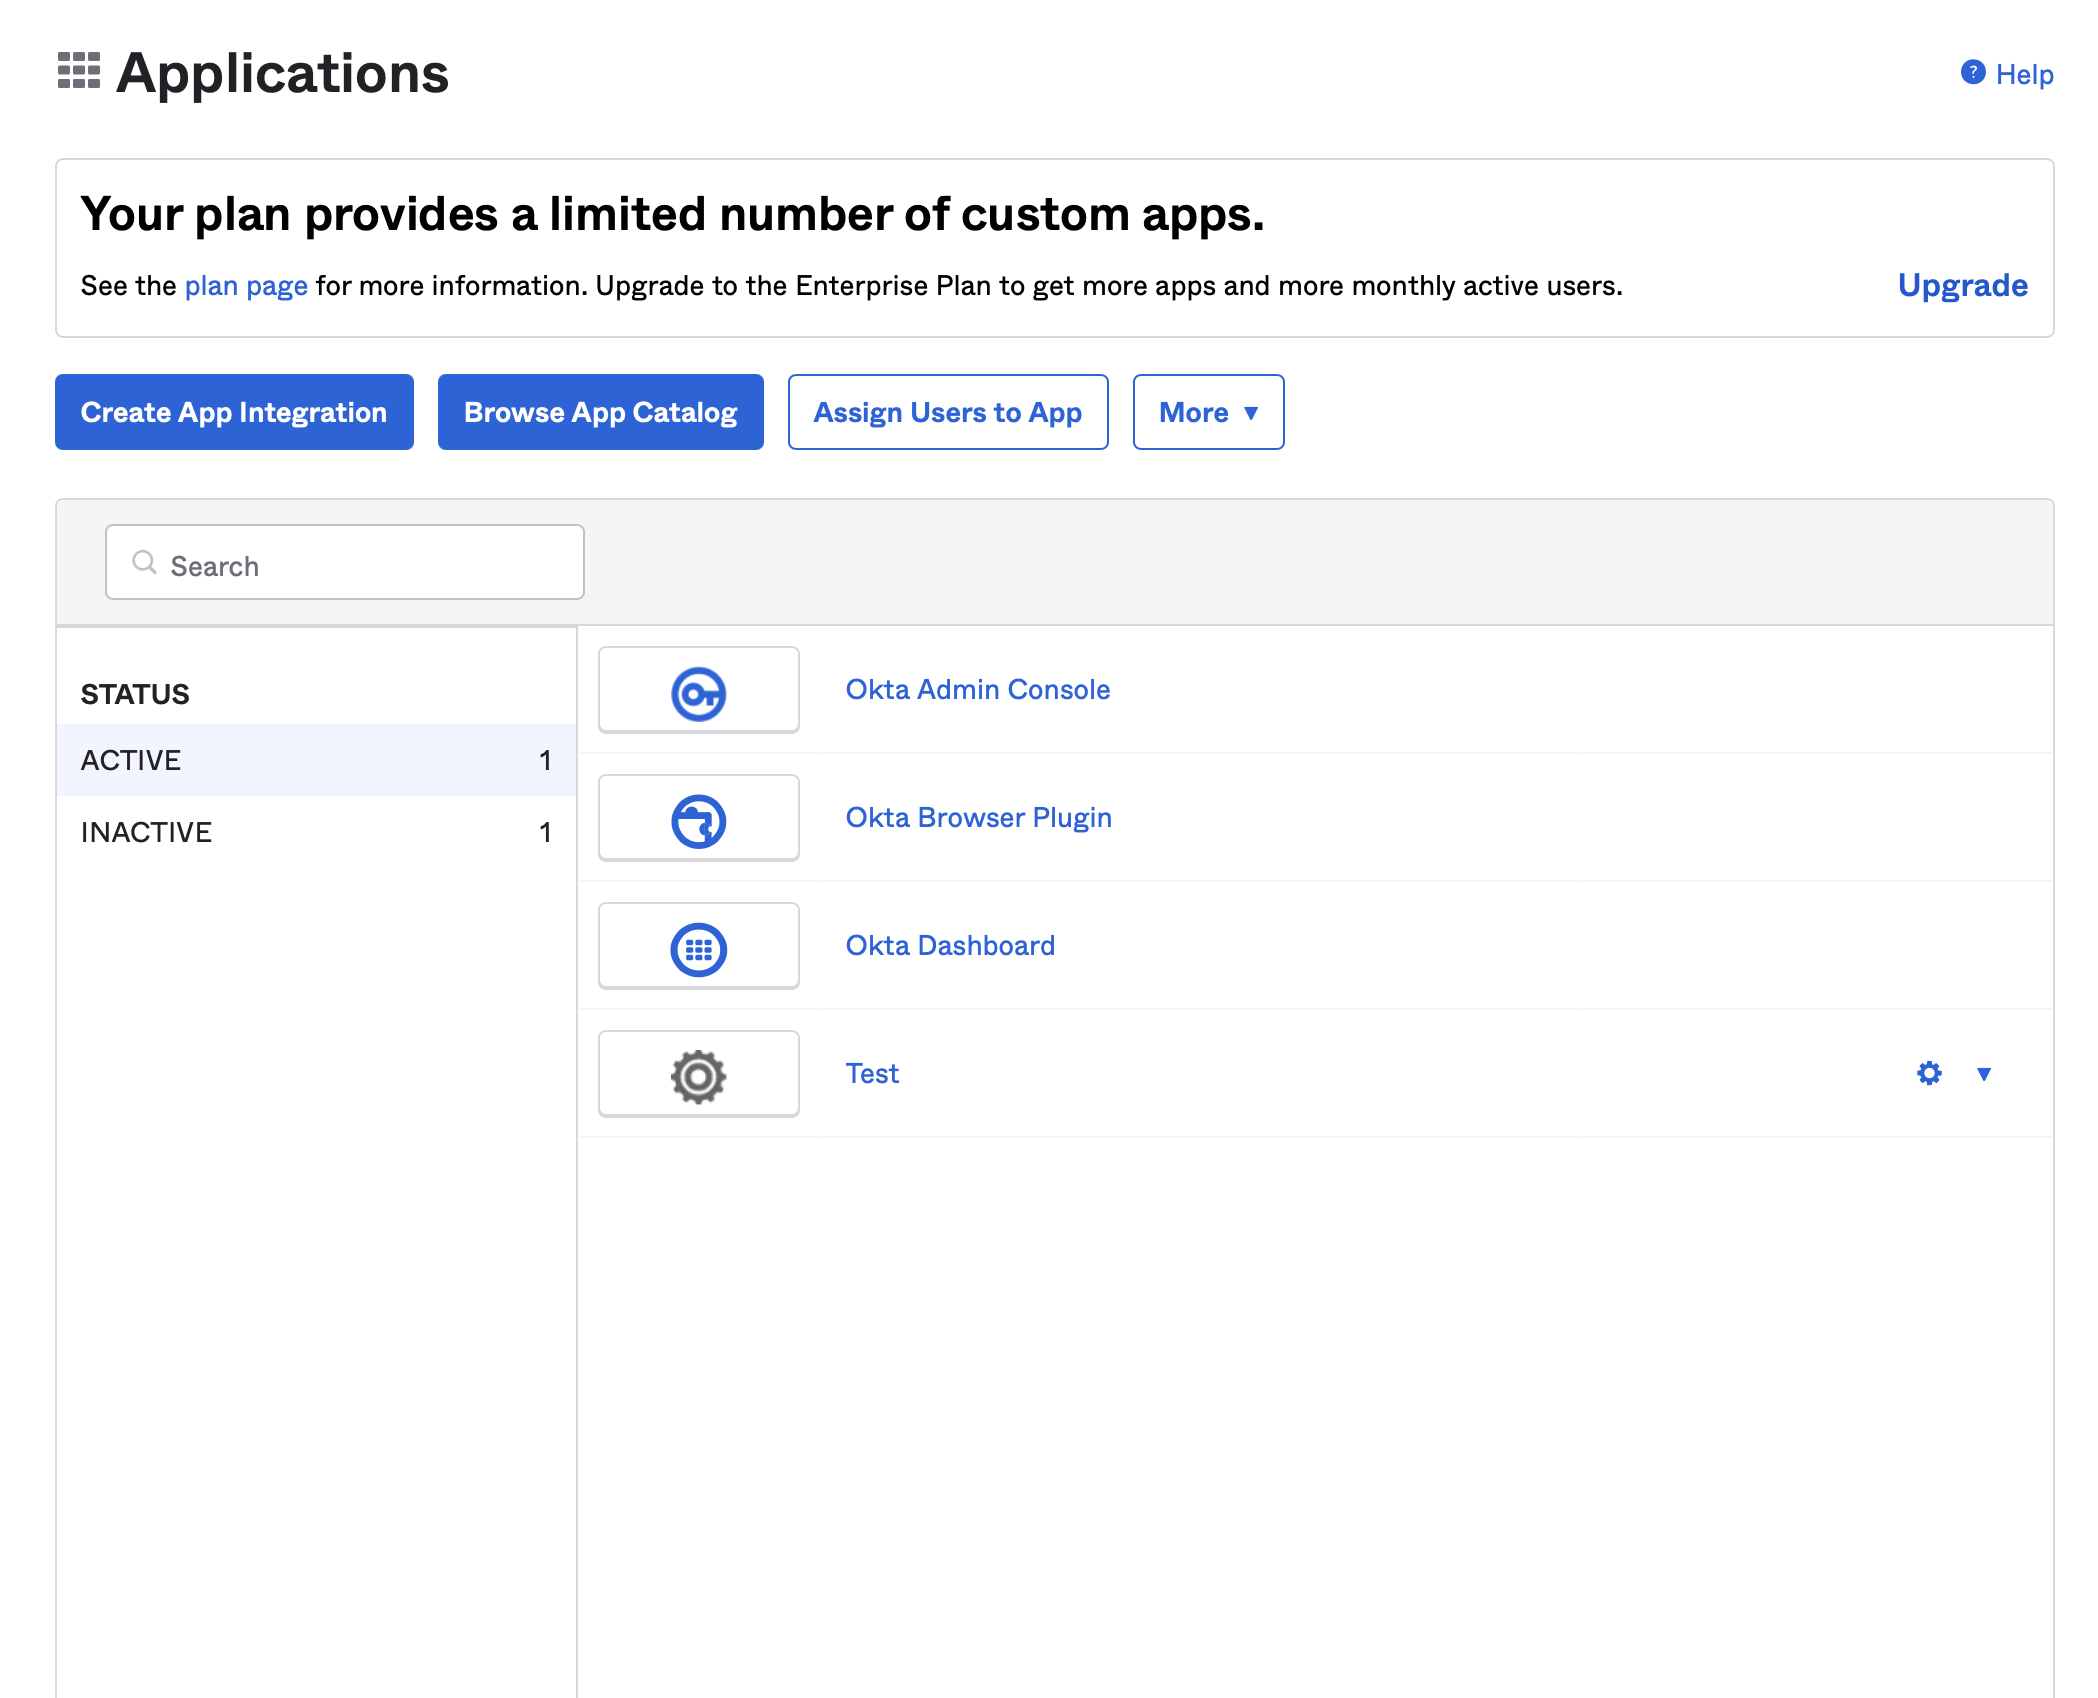 Applications
Help
Your plan provides a limited number of custom apps.
See the plan page for more information. Upgrade to the Enterprise Plan to get more apps and more monthly active users.
Upgrade
Create App Integration
Browse App Catalog
Assign Users to App
More
Search
STATUS
ACTIVE 1
INACTIVE 1
Okta Admin Console
Okta Browser Plugin
Okta Dashboard
Test